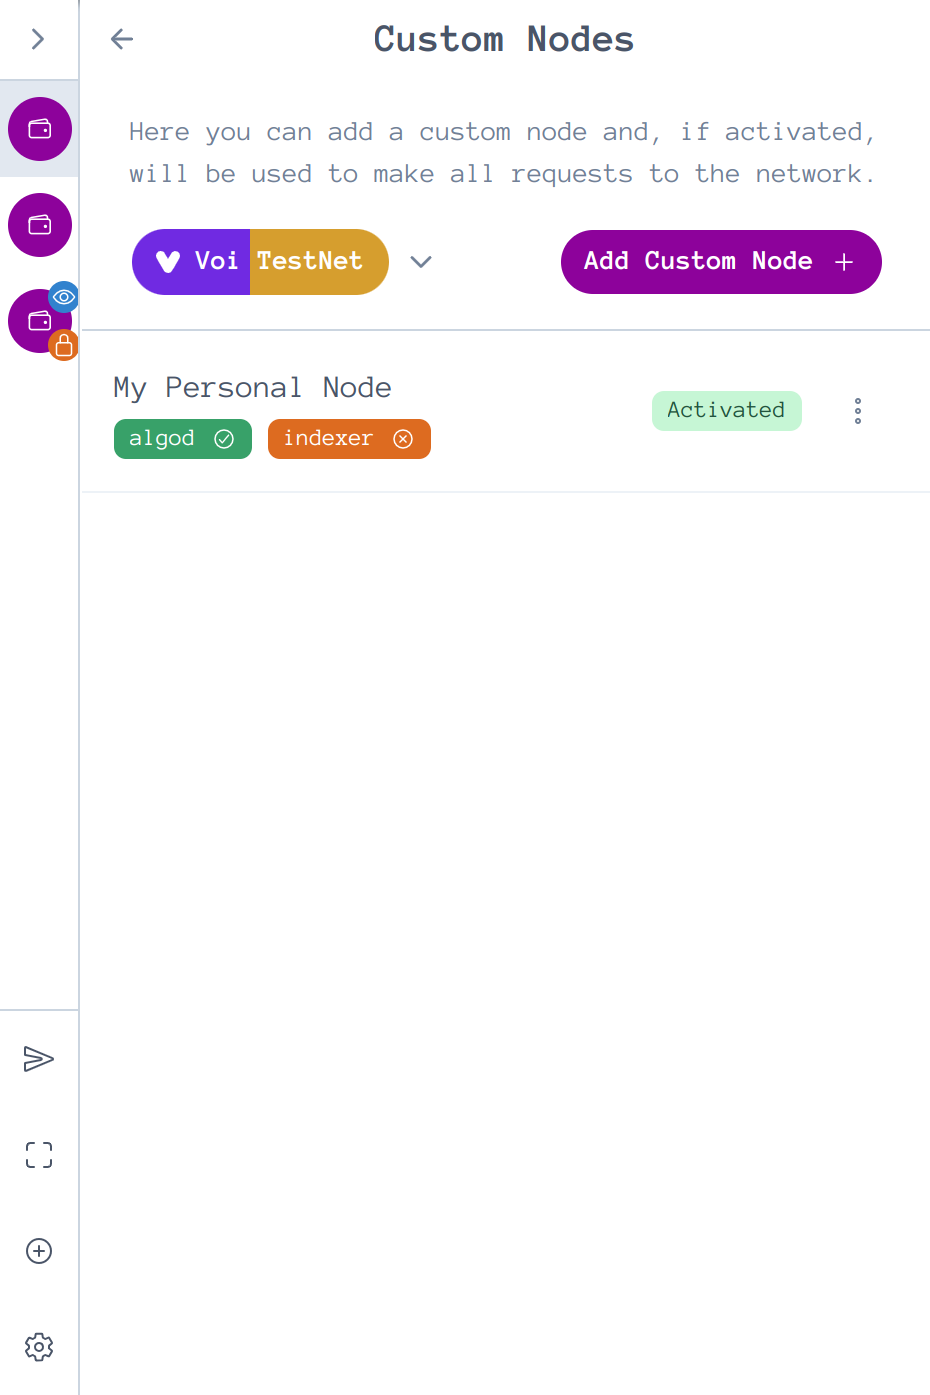 Custom Nodes
Here you can add a custom node and, if activated,
will be used to make all requests to the network.
Voi TestNet
Add Custom Node
My Personal Node
Activated
algod
indexer